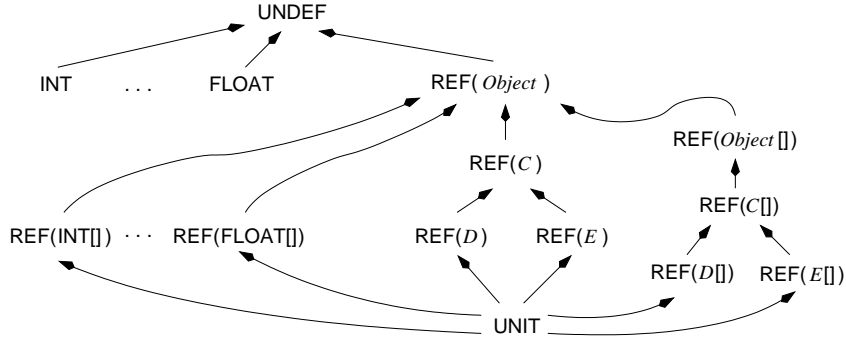 UNDEF
INT ... FLOAT REF(Object)
REF(Object[])
REF(C)
REF(C[])
REF(INT[]) ... REF(FLOAT[]) REF(D) REF(E)
REF(D[]) REF(E[])
UNIT